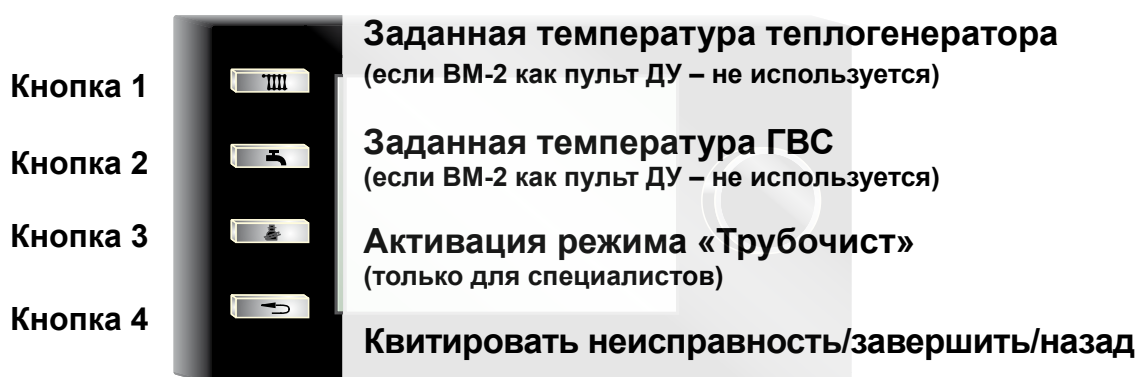 Заданная температура теплогенератора
Кнопка 1
(если BM-2 как пульт ДУ – не используется)
Заданная температура ГВС
Кнопка 2
(если BM-2 как пульт ДУ – не используется)
Кнопка 3
Активация режима «Трубочист»
(только для специалистов)
Кнопка 4
Квитировать неисправность/завершить/назад